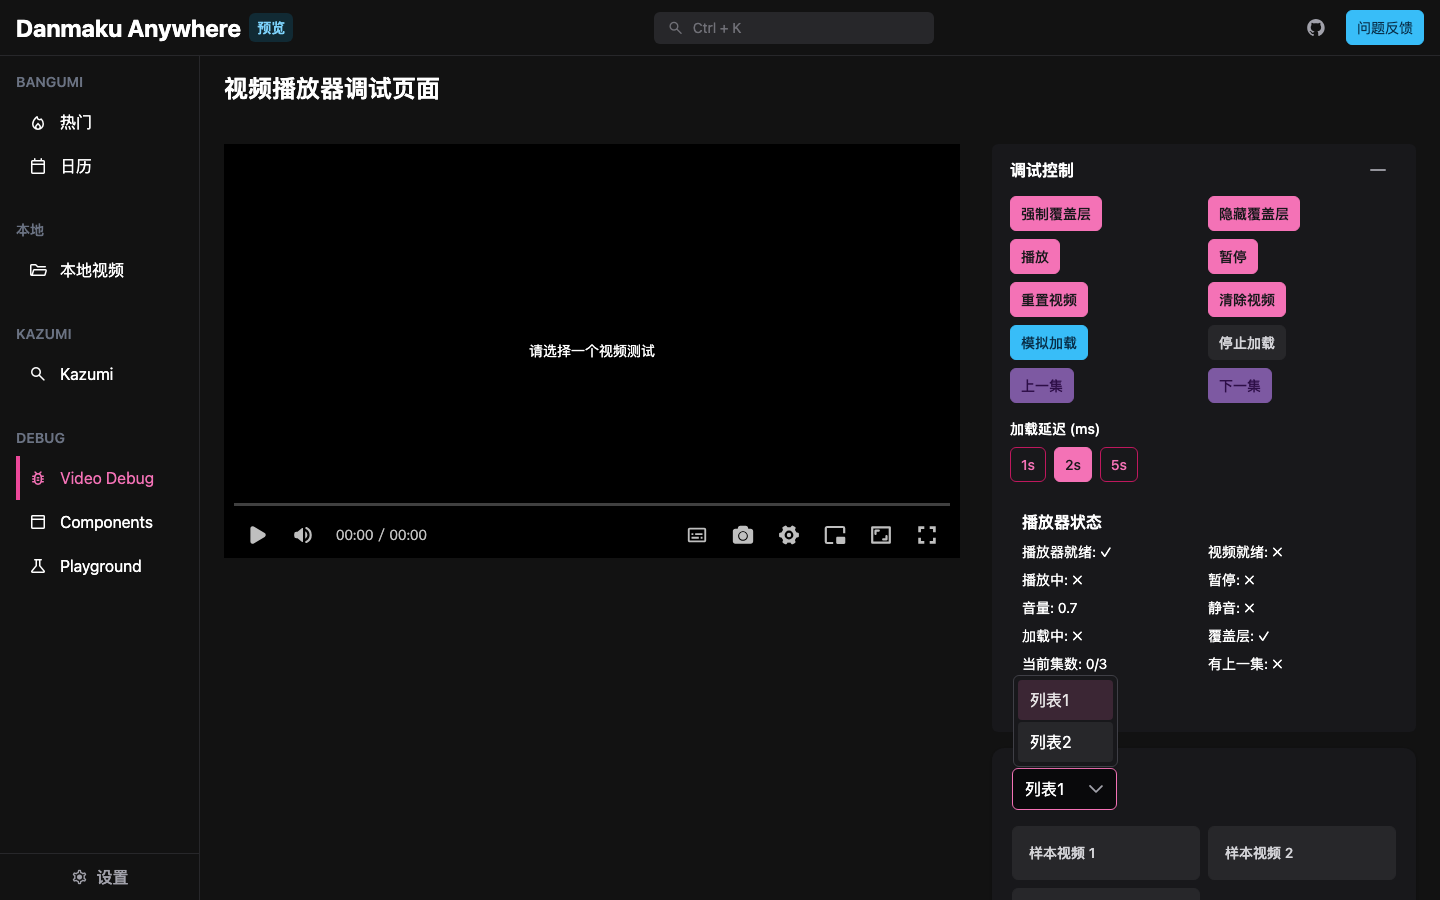 Danmaku Anywhere 预览
Ctrl + K
问题反馈
BANGUMI
热门
日历
本地
本地视频
KAZUMI
Kazumi
DEBUG
Video Debug
Components
Playground
设置
视频播放器调试页面
请选择一个视频测试
00:00 / 00:00
调试控制
强制覆盖层 隐藏覆盖层
播放 暂停
重置视频 清除视频
模拟加载 停止加载
上一集 下一集
加载延迟 (ms)
1s 2s 5s
播放器状态
播放器就绪: ✓ 视频就绪: ✕
播放中: ✕ 暂停: ✕
音量: 0.7 静音: ✕
加载中: ✕ 覆盖层: ✓
当前集数: 0/3 有上一集: ✕
列表1
列表2
列表1
样本视频 1 样本视频 2